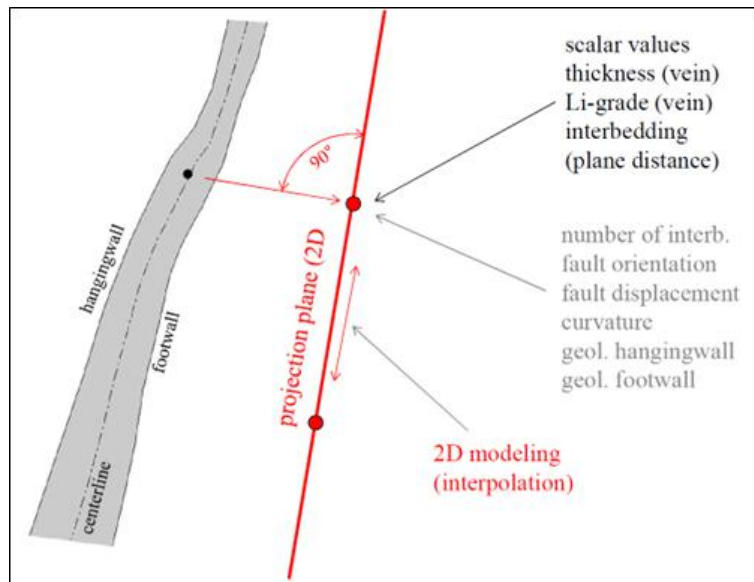 scalar values
thickness (vein)
Li-grade (vein)
interbedding
(plane distance)
90°
hangingwall
footwall
centerline
projection plane (2D
number of interb.
fault orientation
fault displacement
curvature
geol. hangingwall
geol. footwall
2D modeling
(interpolation)